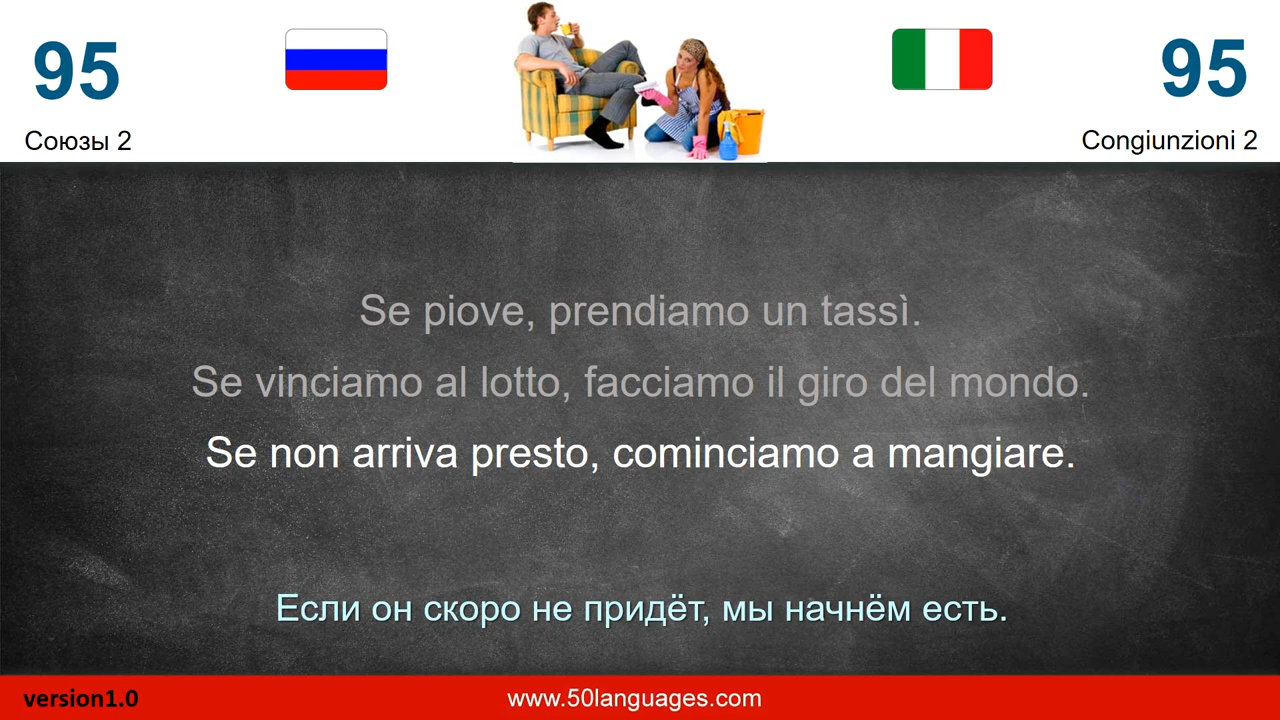 95
95
Союзы 2
Congiunzioni 2
Se piove, prendiamo un tassì.
Se vinciamo al lotto, facciamo il giro del mondo.
Se non arriva presto, cominciamo a mangiare.
Если он скоро не придёт, мы начнём есть.
version1.0
www.50languages.com